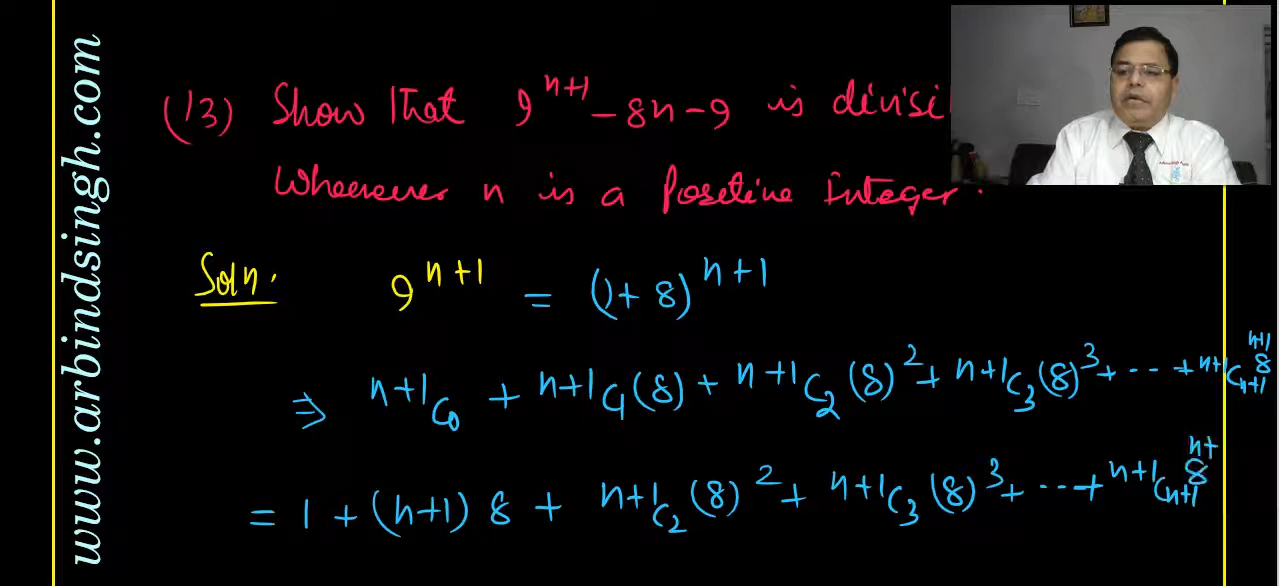 www.arbindsingh.com
(13) Show that 9^{n+1} - 8n - 9 is divisi
Whenever n is a Positive Integer.
Soln. 9^{n+1} = (1+8)^{n+1}
⇒ n+1C0 + n+1C1(8) + n+1C2(8)^2 + n+1C3(8)^3 + ... + n+1Cn+1 8^{n+1}
= 1 + (n+1) 8 + n+1C2(8)^2 + n+1C3(8)^3 + ... + n+1Cn+1 8^{n+